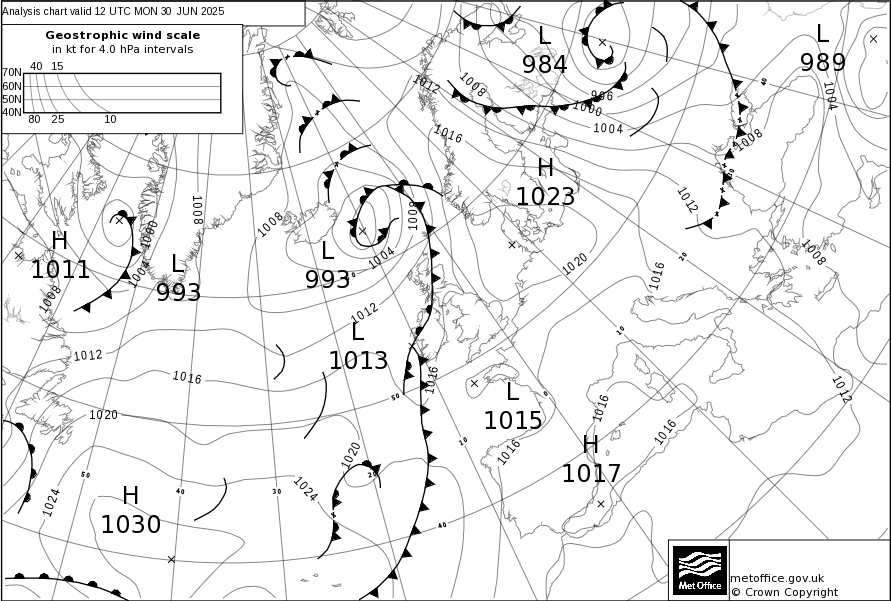 Analysis chart valid 12 UTC MON 30 JUN 2025
Geostrophic wind scale
in kt for 4.0 hPa intervals
40 15
70N
60N
50N
40N
80 25 10
L
984
L
989
996
1000
1004
1004
1012
1008
1016
1008
40
H
1023
1012
50
1008
1008
1008
1008
1000
1004
H
1011
L
993
L
993
0
1004
1020
1016
20
1008
1008
1012
L
1013
10
1012
1016
1016
1012
50
0
L
1015
1016
1016
1020
10
1016
H
1017
1020
20
50
40
30
1024
1024
40
H
1030
Met Office
metoffice.gov.uk
© Crown Copyright